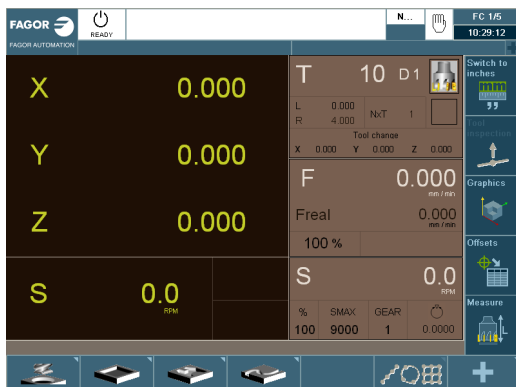 FAGOR
FAGOR AUTOMATION
READY
N...
FC 1/5
10:29:12
X 0.000
Y 0.000
Z 0.000
S 0.0
RPM
T 10 D 1
L 0.000
R 4.000
NxT 1
Tool change
X 0.000 Y 0.000 Z 0.000
F 0.000
mm / min
Freal 0.000
mm / min
100 %
S 0.0
RPM
% SMAX GEAR
100 9000 1 0.0000
Switch to
inches
Tool
inspection
Graphics
Offsets
Measure
L